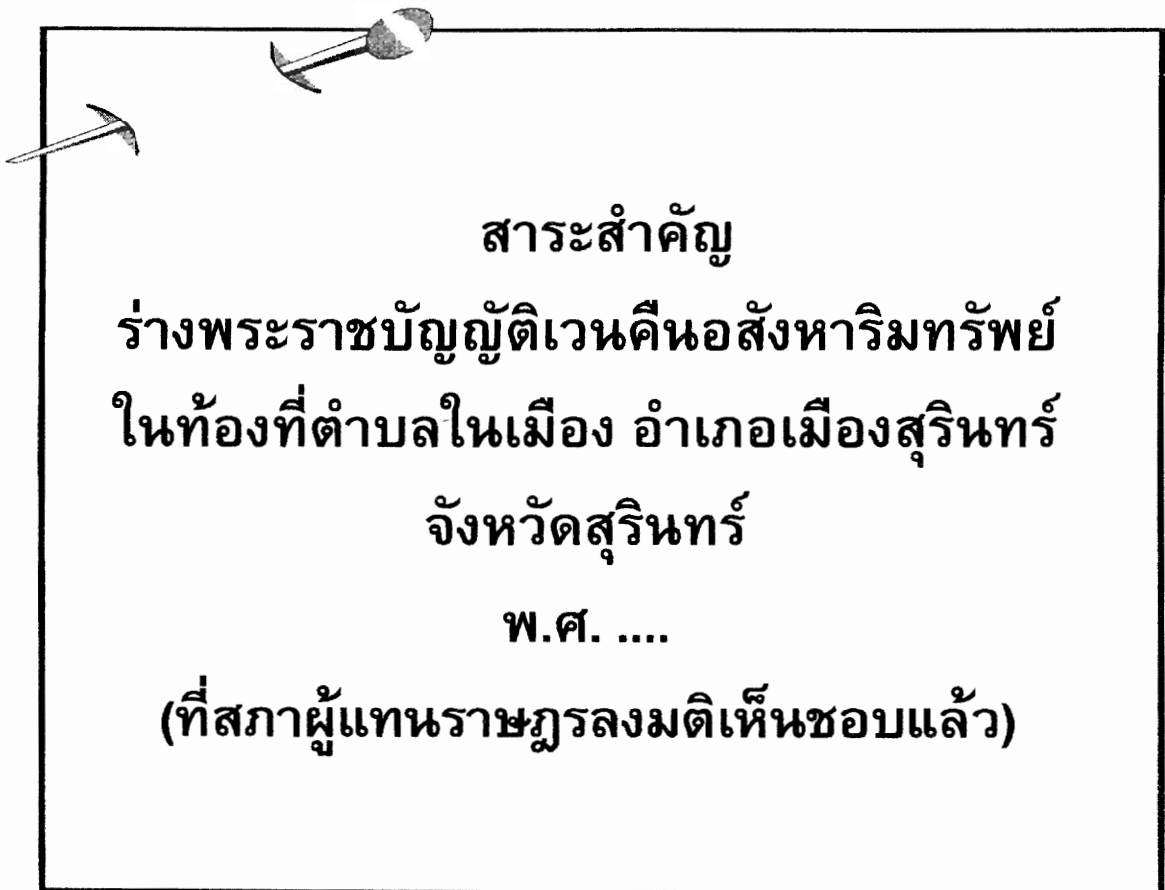 สาระสำคัญ
ร่างพระราชบัญญัติเวนคืนอสังหาริมทรัพย์
ในท้องที่ตำบลในเมือง อำเภอเมืองสุรินทร์
จังหวัดสุรินทร์
พ.ศ. ....
(ที่สภาผู้แทนราษฎรลงมติเห็นชอบแล้ว)